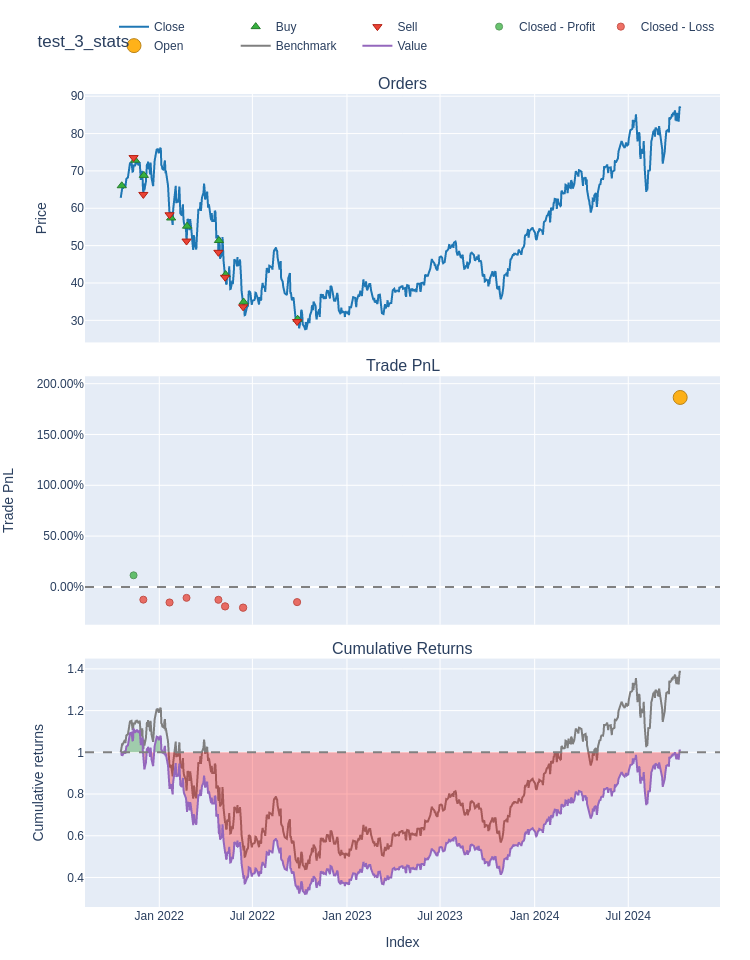 test_3_stats
Close Buy Sell Closed - Profit Closed - Loss
Open Benchmark Value
Orders
90
80
70
60
50
40
30
Price
Trade PnL
200.00%
150.00%
100.00%
50.00%
0.00%
Trade PnL
Cumulative Returns
1.4
1.2
1
0.8
0.6
0.4
Cumulative returns
Jan 2022 Jul 2022 Jan 2023 Jul 2023 Jan 2024 Jul 2024
Index